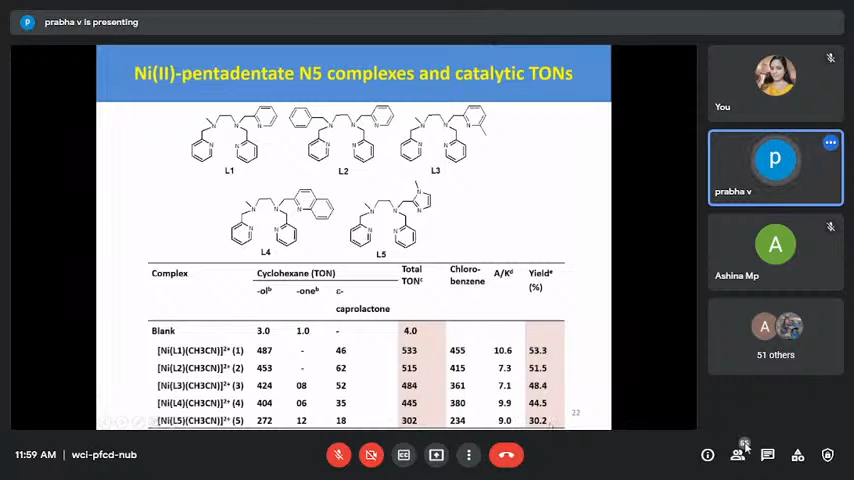 p prabha v is presenting
Ni(II)-pentadentate N5 complexes and catalytic TONs
L1
L2
L3
L4
L5
Complex Cyclohexane (TON) Total TONᶜ Chloro-benzene A/Kᵈ Yieldᵉ (%)
-olᵇ -oneᵇ ε-caprolactone
Blank 3.0 1.0 - 4.0
[Ni(L1)(CH3CN)]²⁺ (1) 487 - 46 533 455 10.6 53.3
[Ni(L2)(CH3CN)]²⁺ (2) 453 - 62 515 415 7.3 51.5
[Ni(L3)(CH3CN)]²⁺ (3) 424 08 52 484 361 7.1 48.4
[Ni(L4)(CH3CN)]²⁺ (4) 404 06 35 445 380 9.9 44.5
[Ni(L5)(CH3CN)]²⁺ (5) 272 12 18 302 234 9.0 30.2
22
You
p
prabha v
A
Ashina Mp
A
51 others
11:59 AM | wci-pfcd-nub